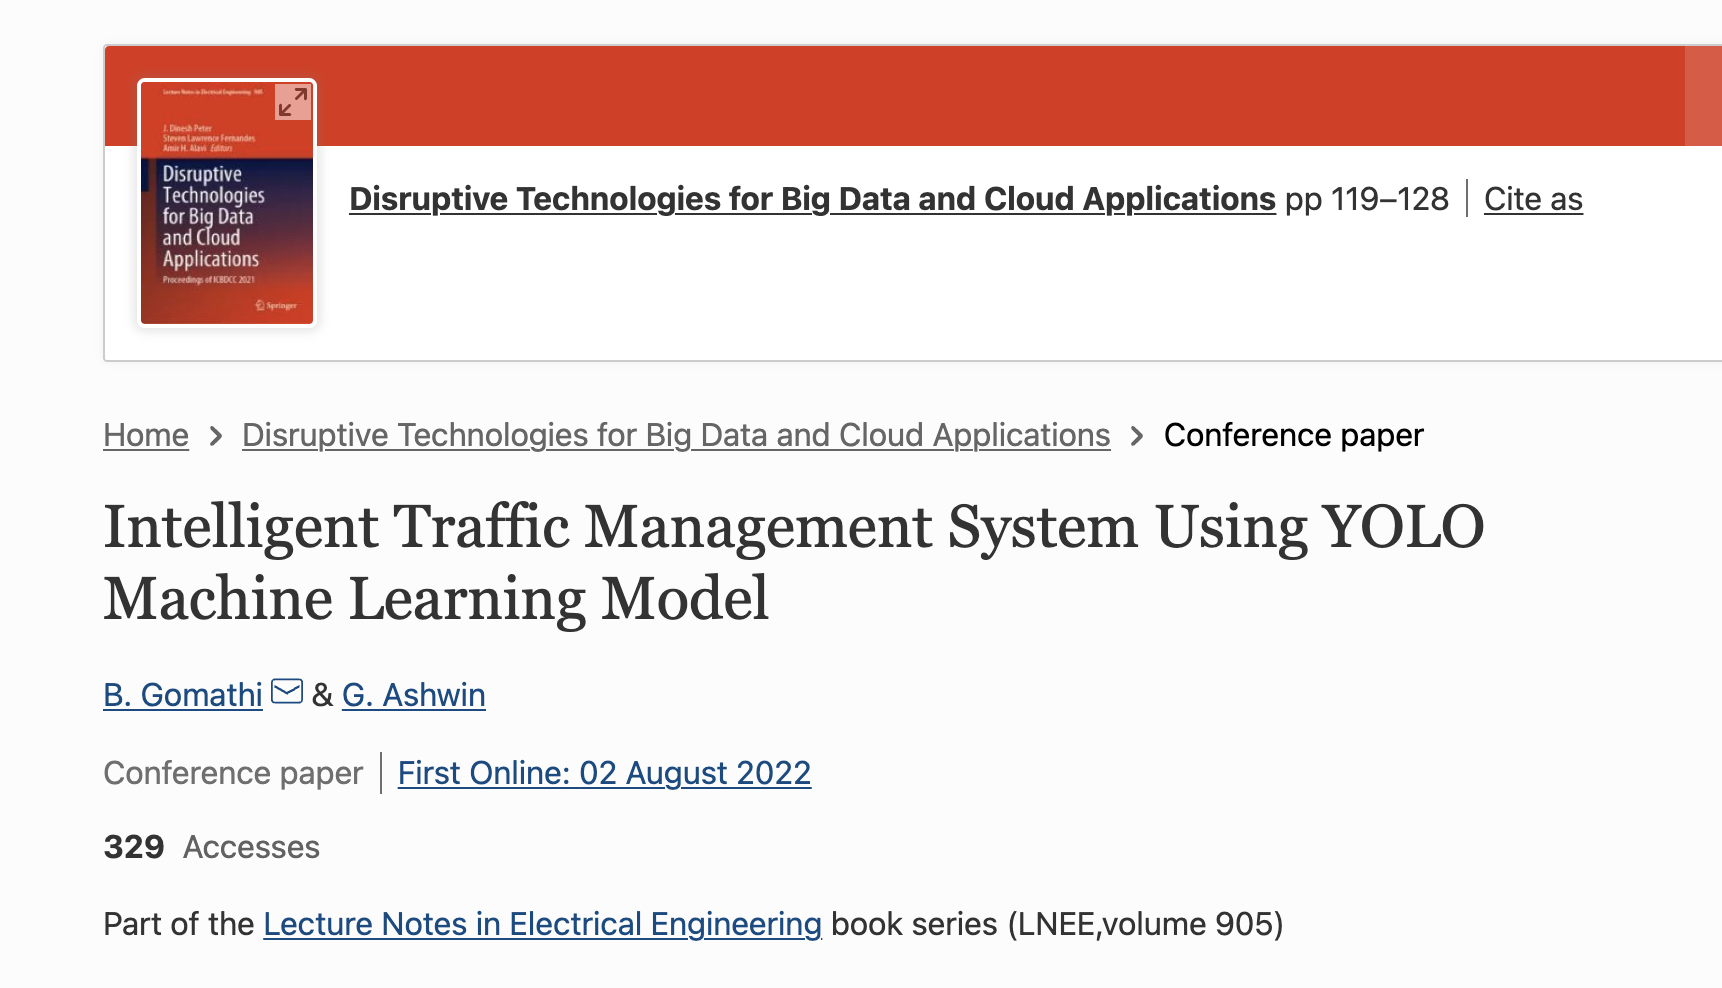 Lecture Notes in Electrical Engineering 905
J. Dinesh Peter
Steven Lawrence Fernandes
Amir H. Alavi Editors
Disruptive
Technologies
for Big Data
and Cloud
Applications
Proceedings of ICBDCC 2021
Springer
Disruptive Technologies for Big Data and Cloud Applications pp 119–128 | Cite as
Home > Disruptive Technologies for Big Data and Cloud Applications > Conference paper
Intelligent Traffic Management System Using YOLO
Machine Learning Model
B. Gomathi & G. Ashwin
Conference paper | First Online: 02 August 2022
329 Accesses
Part of the Lecture Notes in Electrical Engineering book series (LNEE,volume 905)